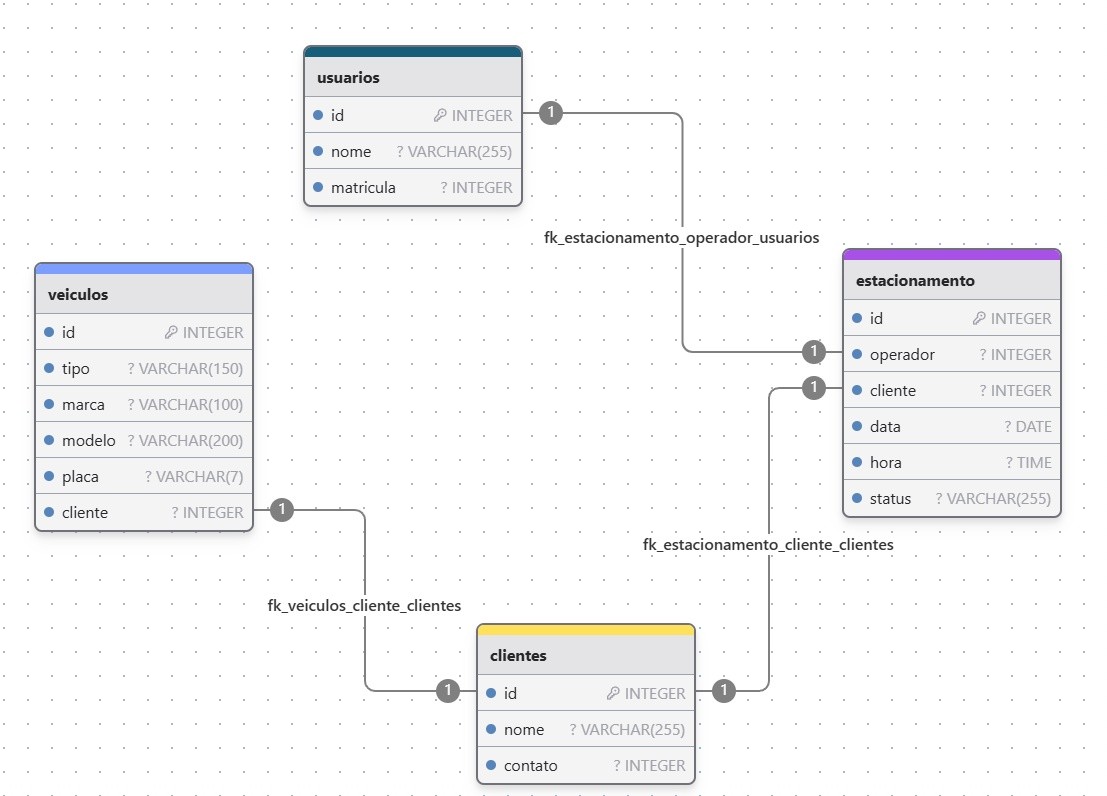 usuarios
id INTEGER
nome ? VARCHAR(255)
matricula ? INTEGER
1
fk_estacionamento_operador_usuarios
veiculos
id INTEGER
tipo ? VARCHAR(150)
marca ? VARCHAR(100)
modelo ? VARCHAR(200)
placa ? VARCHAR(7)
cliente ? INTEGER
1
estacionamento
id INTEGER
1
operador ? INTEGER
1
cliente ? INTEGER
data ? DATE
hora ? TIME
status ? VARCHAR(255)
fk_estacionamento_cliente_clientes
fk_veiculos_cliente_clientes
clientes
1
id INTEGER
1
nome ? VARCHAR(255)
contato ? INTEGER